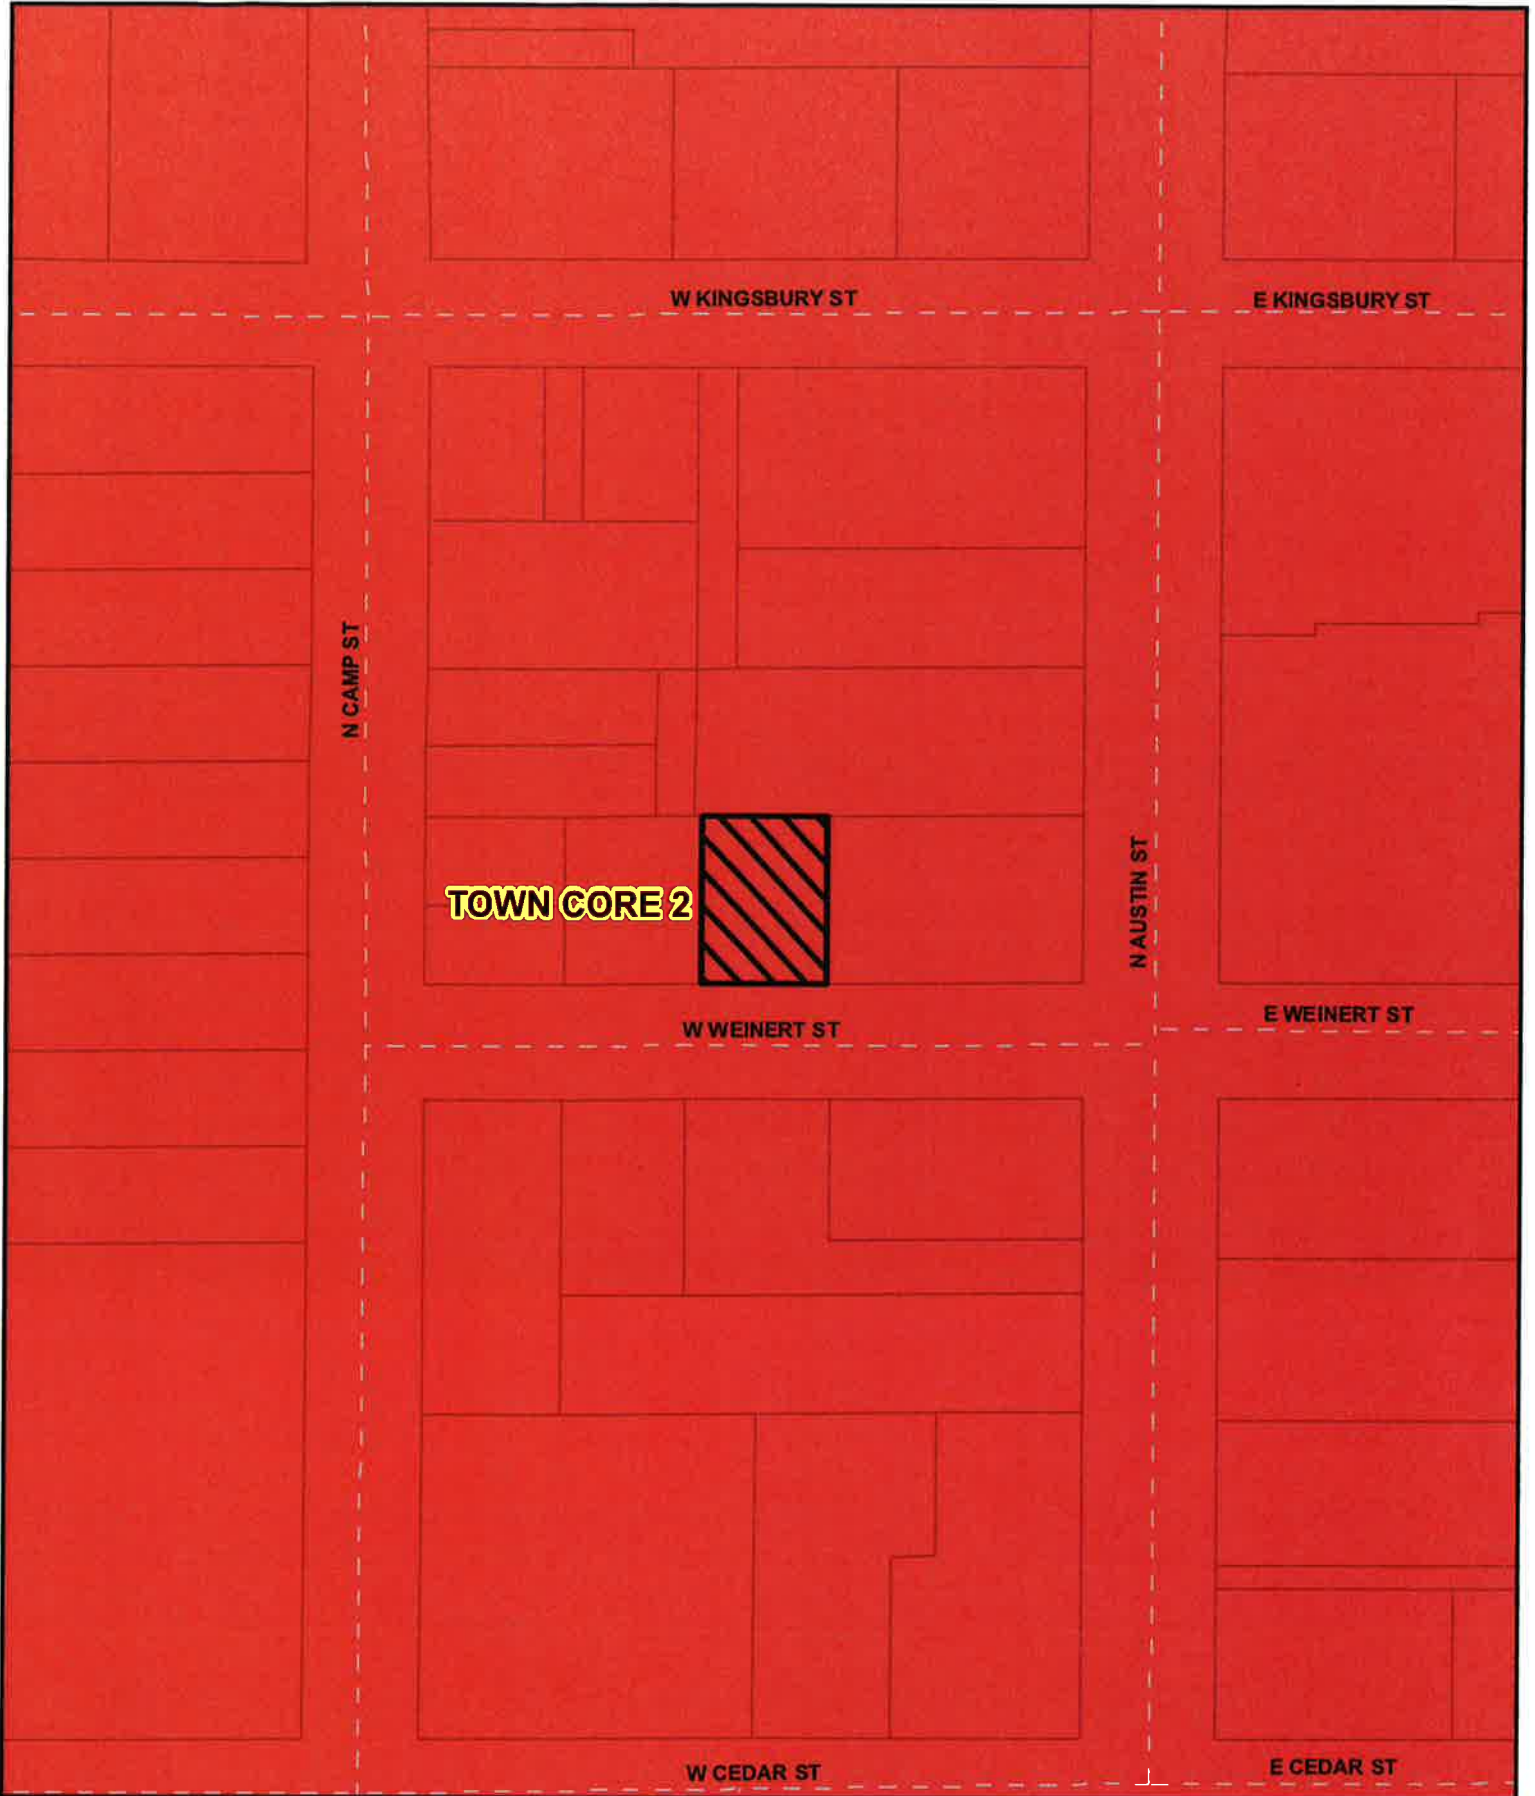 W KINGSBURY ST
E KINGSBURY ST
N CAMP ST
TOWN CORE 2
N AUSTIN ST
W WEINERT ST
E WEINERT ST
W CEDAR ST
E CEDAR ST